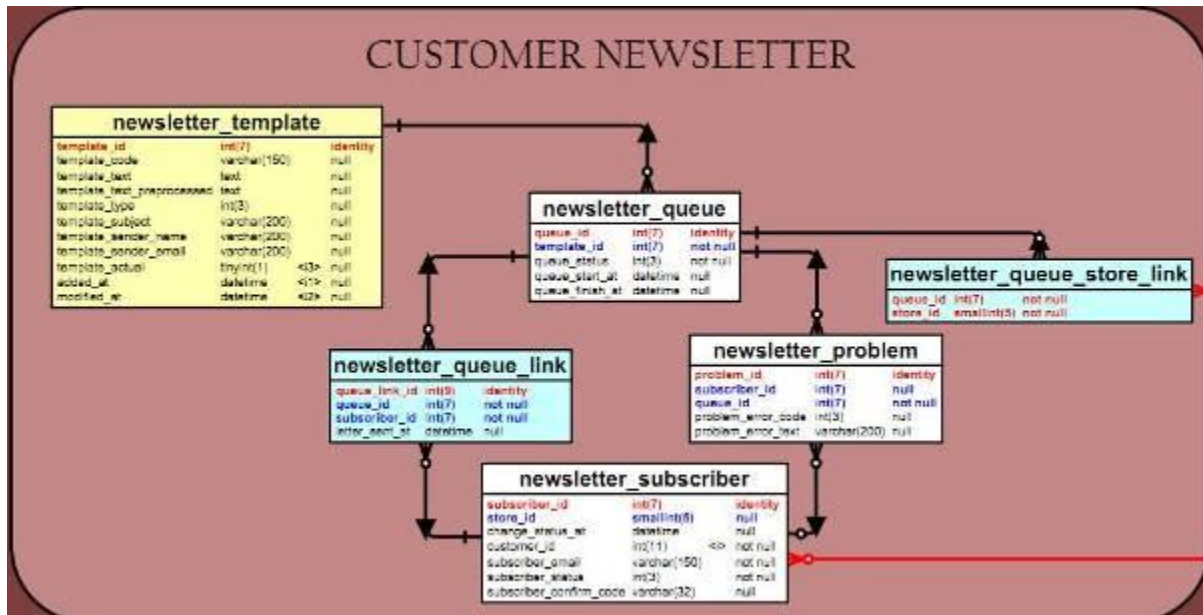 CUSTOMER NEWSLETTER
newsletter_template
template_id int(7) identity
template_code varchar(150) null
template_text text null
template_text_preprocessed text null
template_type int(3) null
template_subject varchar(200) null
template_sender_name varchar(200) null
template_sender_email varchar(200) null
template_actual tinyint(1) <i3> null
added_at datetime <i1> null
modified_at datetime <i2> null
newsletter_queue
queue_id int(7) identity
template_id int(7) not null
queue_status int(3) not null
queue_start_at datetime null
queue_finish_at datetime null
newsletter_queue_store_link
queue_id int(7) not null
store_id smallint(5) not null
newsletter_queue_link
queue_link_id int(9) identity
queue_id int(7) not null
subscriber_id int(7) not null
letter_sent_at datetime null
newsletter_problem
problem_id int(7) identity
subscriber_id int(7) null
queue_id int(7) not null
problem_error_code int(3) null
problem_error_text varchar(200) null
newsletter_subscriber
subscriber_id int(7) identity
store_id smallint(5) null
change_status_at datetime null
customer_id int(11) <i> not null
subscriber_email varchar(150) not null
subscriber_status int(3) not null
subscriber_confirm_code varchar(32) null